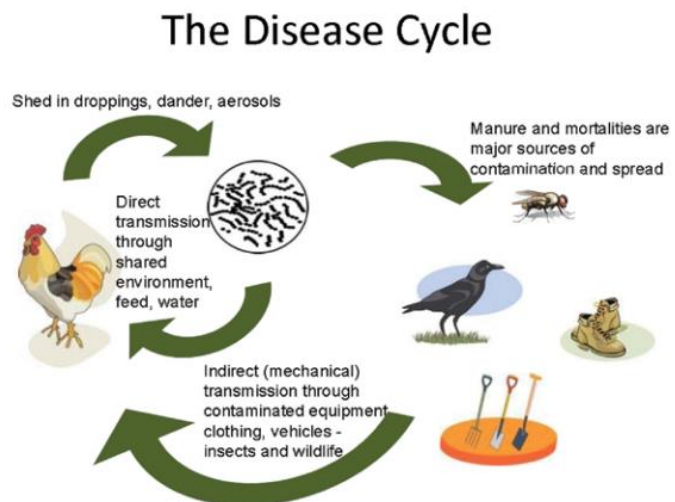 The Disease Cycle
Shed in droppings, dander, aerosols
Manure and mortalities are
major sources of
contamination and spread
Direct
transmission
through
shared
environment,
feed, water
Indirect (mechanical)
transmission through
contaminated equipment
clothing, vehicles -
insects and wildlife